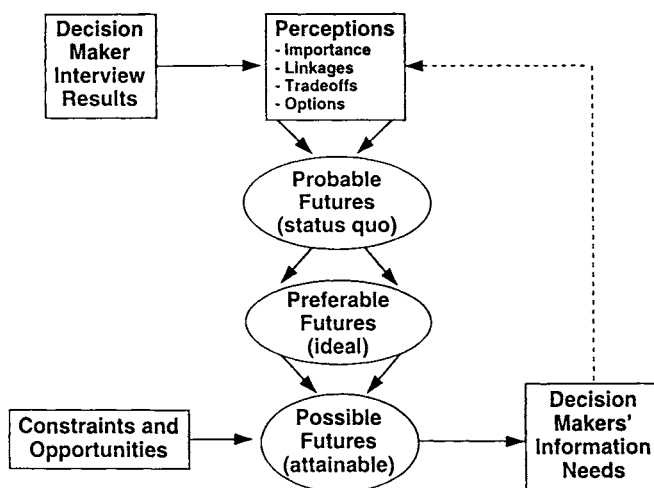 Decision
Maker
Interview
Results
Perceptions
- Importance
- Linkages
- Tradeoffs
- Options
Probable
Futures
(status quo)
Preferable
Futures
(ideal)
Constraints and
Opportunities
Possible
Futures
(attainable)
Decision
Makers'
Information
Needs